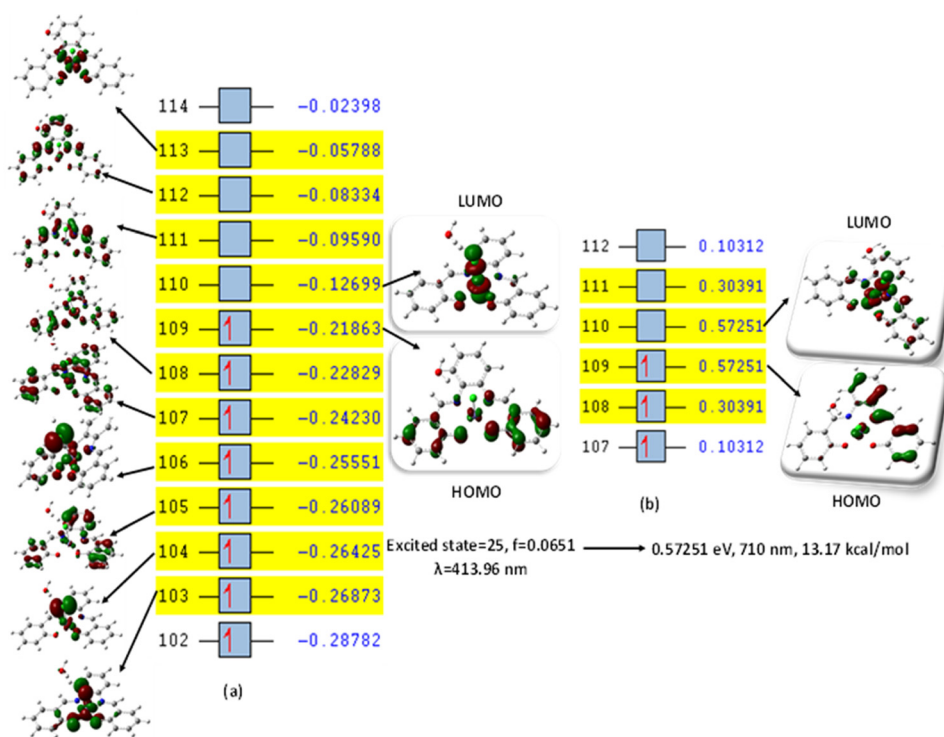 114 -0.02398
113 -0.05788
112 -0.08334
111 -0.09590
110 -0.12699
109 -0.21863
108 -0.22829
107 -0.24230
106 -0.25551
105 -0.26089
104 -0.26425
103 -0.26873
102 -0.28782
(a)
LUMO
HOMO
LUMO
112 0.10312
111 0.30391
110 0.57251
109 0.57251
108 0.30391
107 0.10312
(b)
HOMO
Excited state=25, f=0.0651
λ=413.96 nm
0.57251 eV, 710 nm, 13.17 kcal/mol